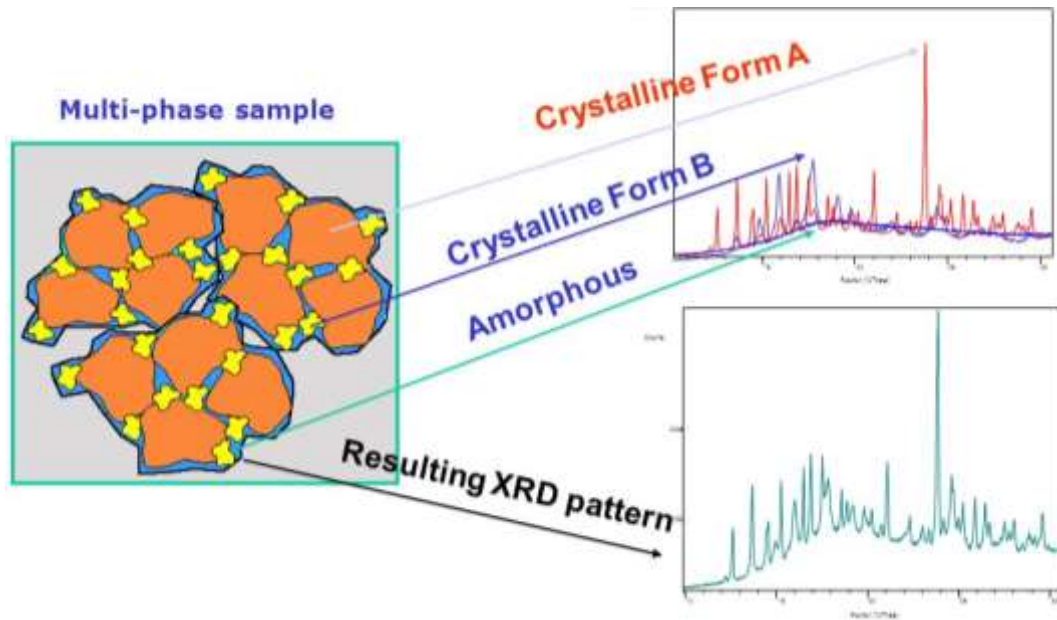 Multi-phase sample
Crystalline Form A
Crystalline Form B
Amorphous
Resulting XRD pattern